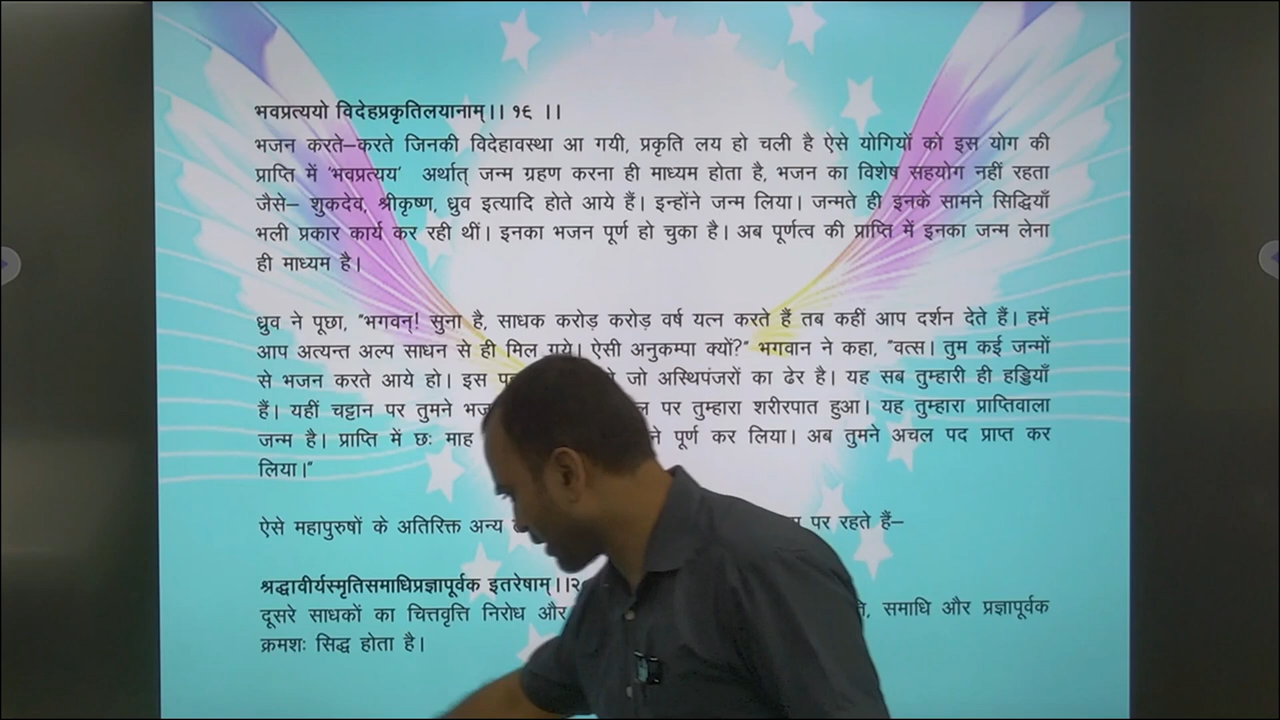 भवप्रत्ययो विदेहप्रकृतिलयानाम्।। १९ ।।
भजन करते–करते जिनकी विदेहावस्था आ गयी, प्रकृति लय हो चली है ऐसे योगियों को इस योग की
प्राप्ति में ‘भवप्रत्यय’ अर्थात् जन्म ग्रहण करना ही माध्यम होता है, भजन का विशेष सहयोग नहीं रहता
जैसे– शुकदेव, श्रीकृष्ण, ध्रुव इत्यादि होते आये हैं। इन्होंने जन्म लिया। जन्मते ही इनके सामने सिद्धियाँ
भली प्रकार कार्य कर रही थीं। इनका भजन पूर्ण हो चुका है। अब पूर्णत्व की प्राप्ति में इनका जन्म लेना
ही माध्यम है।
ध्रुव ने पूछा, "भगवन्! सुना है, साधक करोड़ करोड़ वर्ष यत्न करते हैं तब कहीं आप दर्शन देते हैं। हमें
आप अत्यन्त अल्प साधन से ही मिल गये। ऐसी अनुकम्पा क्यों?" भगवान ने कहा, "वत्स। तुम कई जन्मों
से भजन करते आये हो। इस जो अस्थिपंजरों का ढेर है। यह सब तुम्हारी ही हड्डियाँ
हैं। यहीं चट्टान पर तुमने पर तुम्हारा शरीरपात हुआ। यह तुम्हारा प्राप्तिवाला
जन्म है। प्राप्ति में छः माह पूर्ण कर लिया। अब तुमने अचल पद प्राप्त कर
लिया।"
ऐसे महापुरुषों के अतिरिक्त अन्य पर रहते हैं–
श्रद्धावीर्यस्मृतिसमाधिप्रज्ञापूर्वक इतरेषाम्।।
दूसरे साधकों का चित्तवृत्ति निरोध और समाधि और प्रज्ञापूर्वक
क्रमशः सिद्ध होता है।